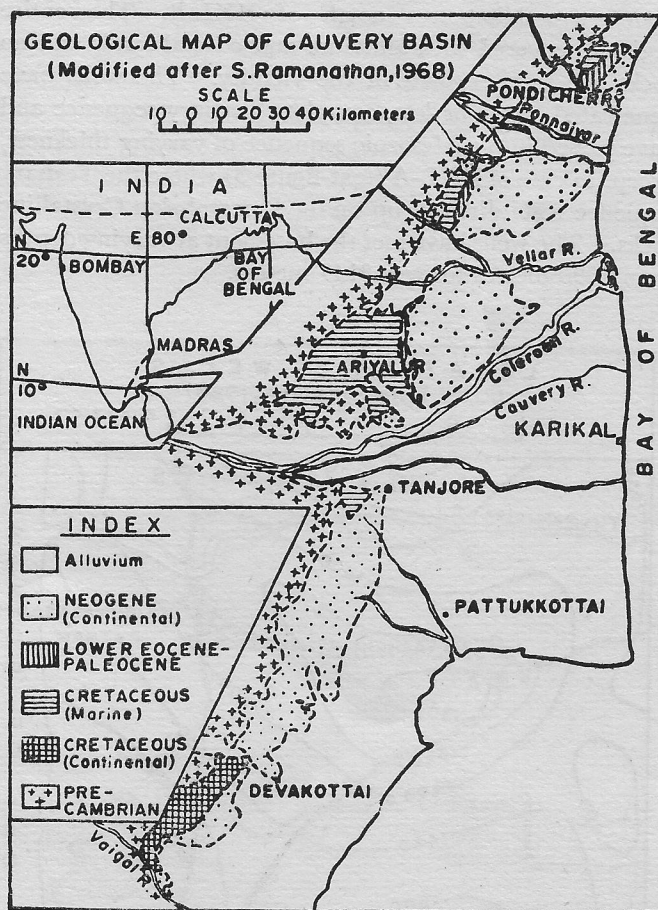 GEOLOGICAL MAP OF CAUVERY BASIN
(Modified after S.Ramanathan,1968)
SCALE
10 0 10 20 30 40 Kilometers
PONDICHERRY
Ponnaiyar
INDIA
CALCUTTA
N
20°
E 80°
BOMBAY
BAY
OF
BENGAL
MADRAS
N
10°
INDIAN OCEAN
Vellar R.
ARIYALUR
Coleroon R.
Cauvery R.
KARIKAL
BAY OF BENGAL
TANJORE
PATTUKKOTTAI
DEVAKOTTAI
Vaigai R.
INDEX
Alluvium
NEOGENE
(Continental)
LOWER EOCENE-
PALEOCENE
CRETACEOUS
(Marine)
CRETACEOUS
(Continental)
PRE-
CAMBRIAN